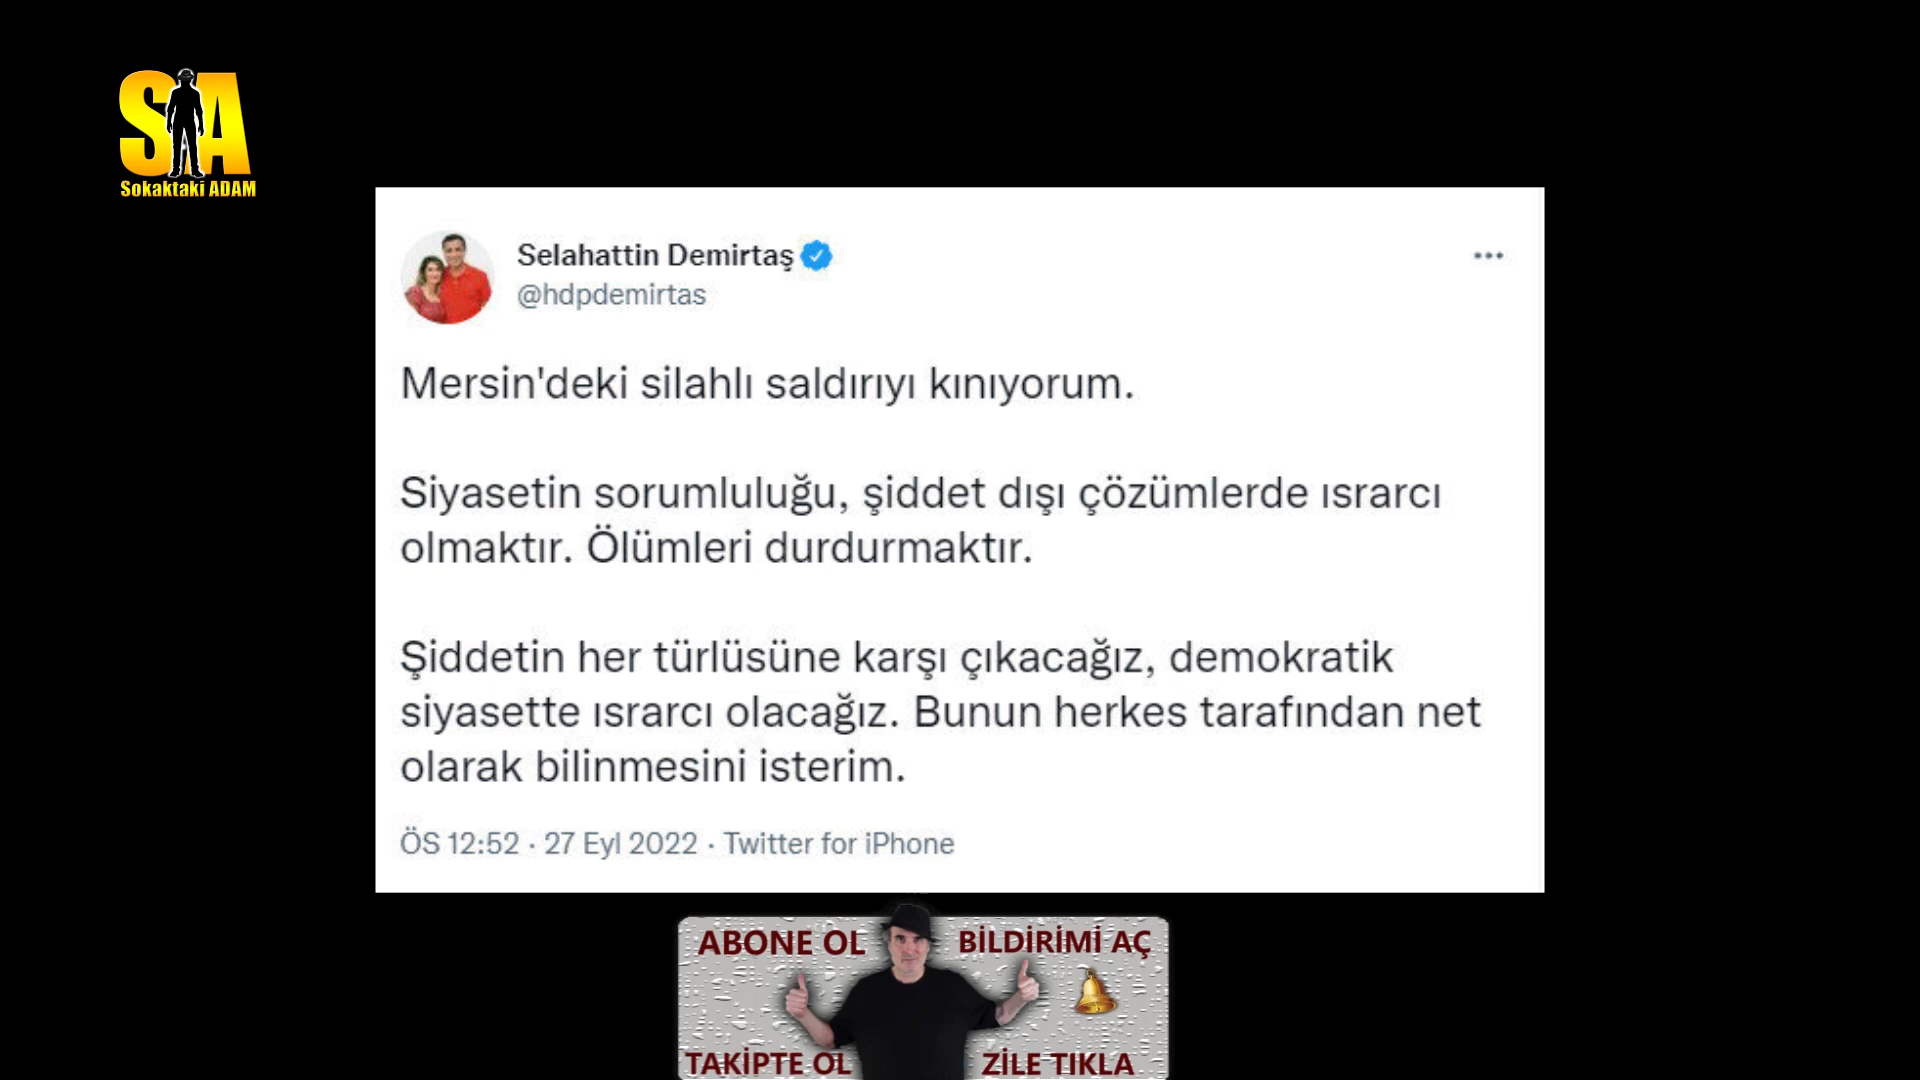 SA
Sokaktaki ADAM
Selahattin Demirtaş
@hdpdemirtas
Mersin'deki silahlı saldırıyı kınıyorum.
Siyasetin sorumluluğu, şiddet dışı çözümlerde ısrarcı
olmaktır. Ölümleri durdurmaktır.
Şiddetin her türlüsüne karşı çıkacağız, demokratik
siyasette ısrarcı olacağız. Bunun herkes tarafından net
olarak bilinmesini isterim.
ÖS 12:52 · 27 Eyl 2022 · Twitter for iPhone
ABONE OL
BİLDİRİMİ AÇ
TAKİPTE OL
ZİLE TIKLA